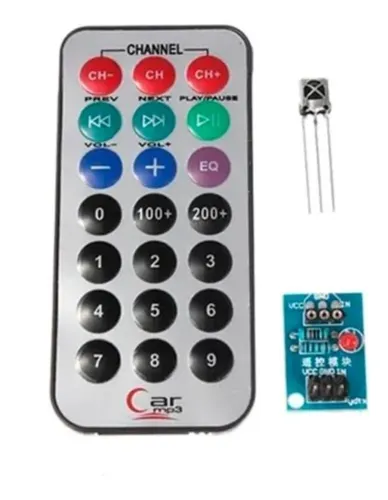 CHANNEL
CH- CH CH+
PREV NEXT PLAY/PAUSE
VOL- VOL+
EQ
0 100+ 200+
1 2 3
4 5 6
7 8 9
Car
mp3
VCC GND IN
遥控模块
VCC GND IN